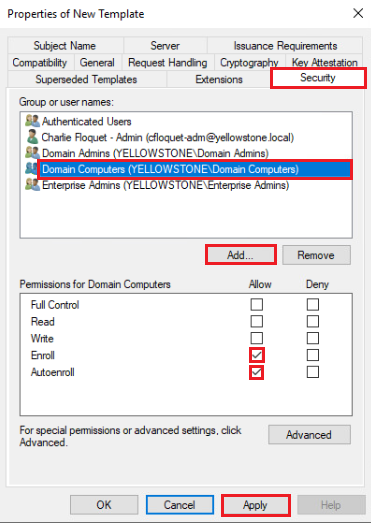 Properties of New Template
Subject Name Server Issuance Requirements
Compatibility General Request Handling Cryptography Key Attestation
Superseded Templates Extensions Security
Group or user names:
Authenticated Users
Charlie Floquet - Admin (cfloquet-adm@yellowstone.local)
Domain Admins (YELLOWSTONE\Domain Admins)
Domain Computers (YELLOWSTONE\Domain Computers)
Enterprise Admins (YELLOWSTONE\Enterprise Admins)
Add... Remove
Permissions for Domain Computers Allow Deny
Full Control
Read
Write
Enroll
Autoenroll
For special permissions or advanced settings, click
Advanced.
Advanced
OK Cancel Apply Help